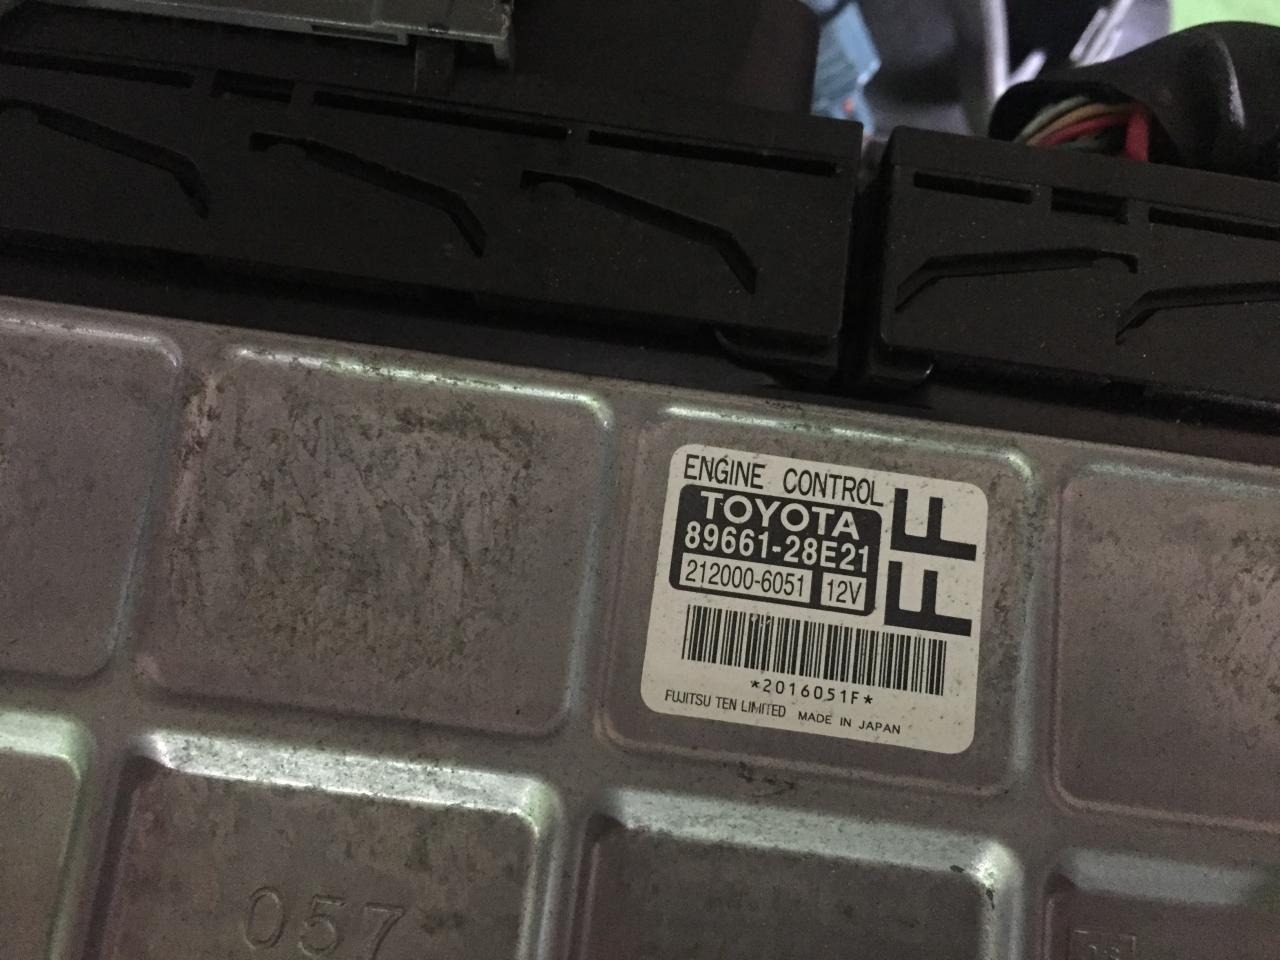 ENGINE CONTROL
TOYOTA
89661-28E21
212000-6051 12V
FF
*2016051F*
FUJITSU TEN LIMITED MADE IN JAPAN
057